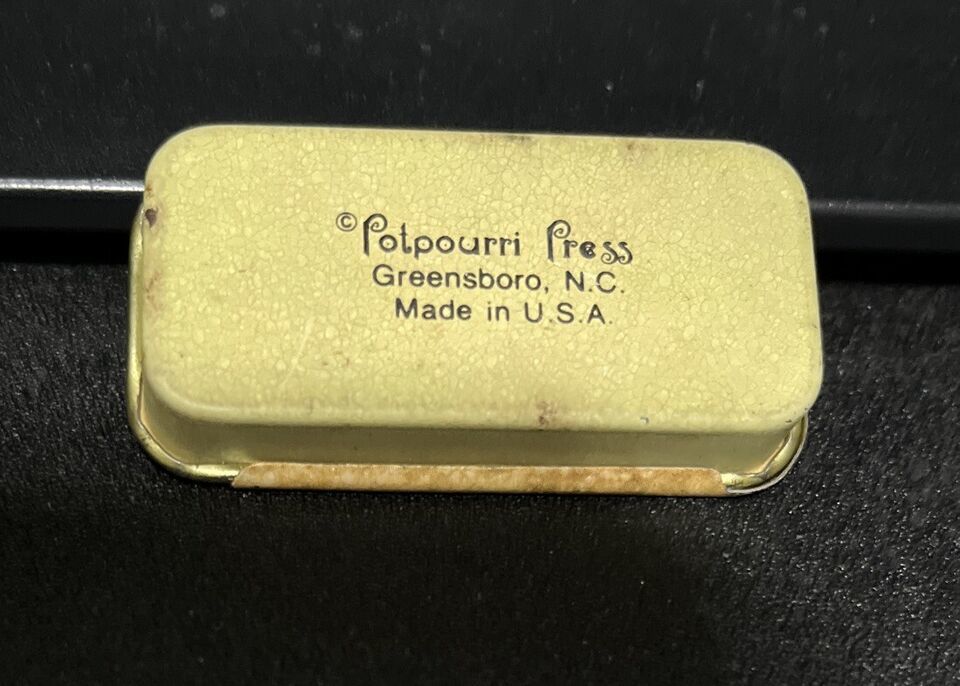 © Potpourri Press
Greensboro, N.C.
Made in U.S.A.